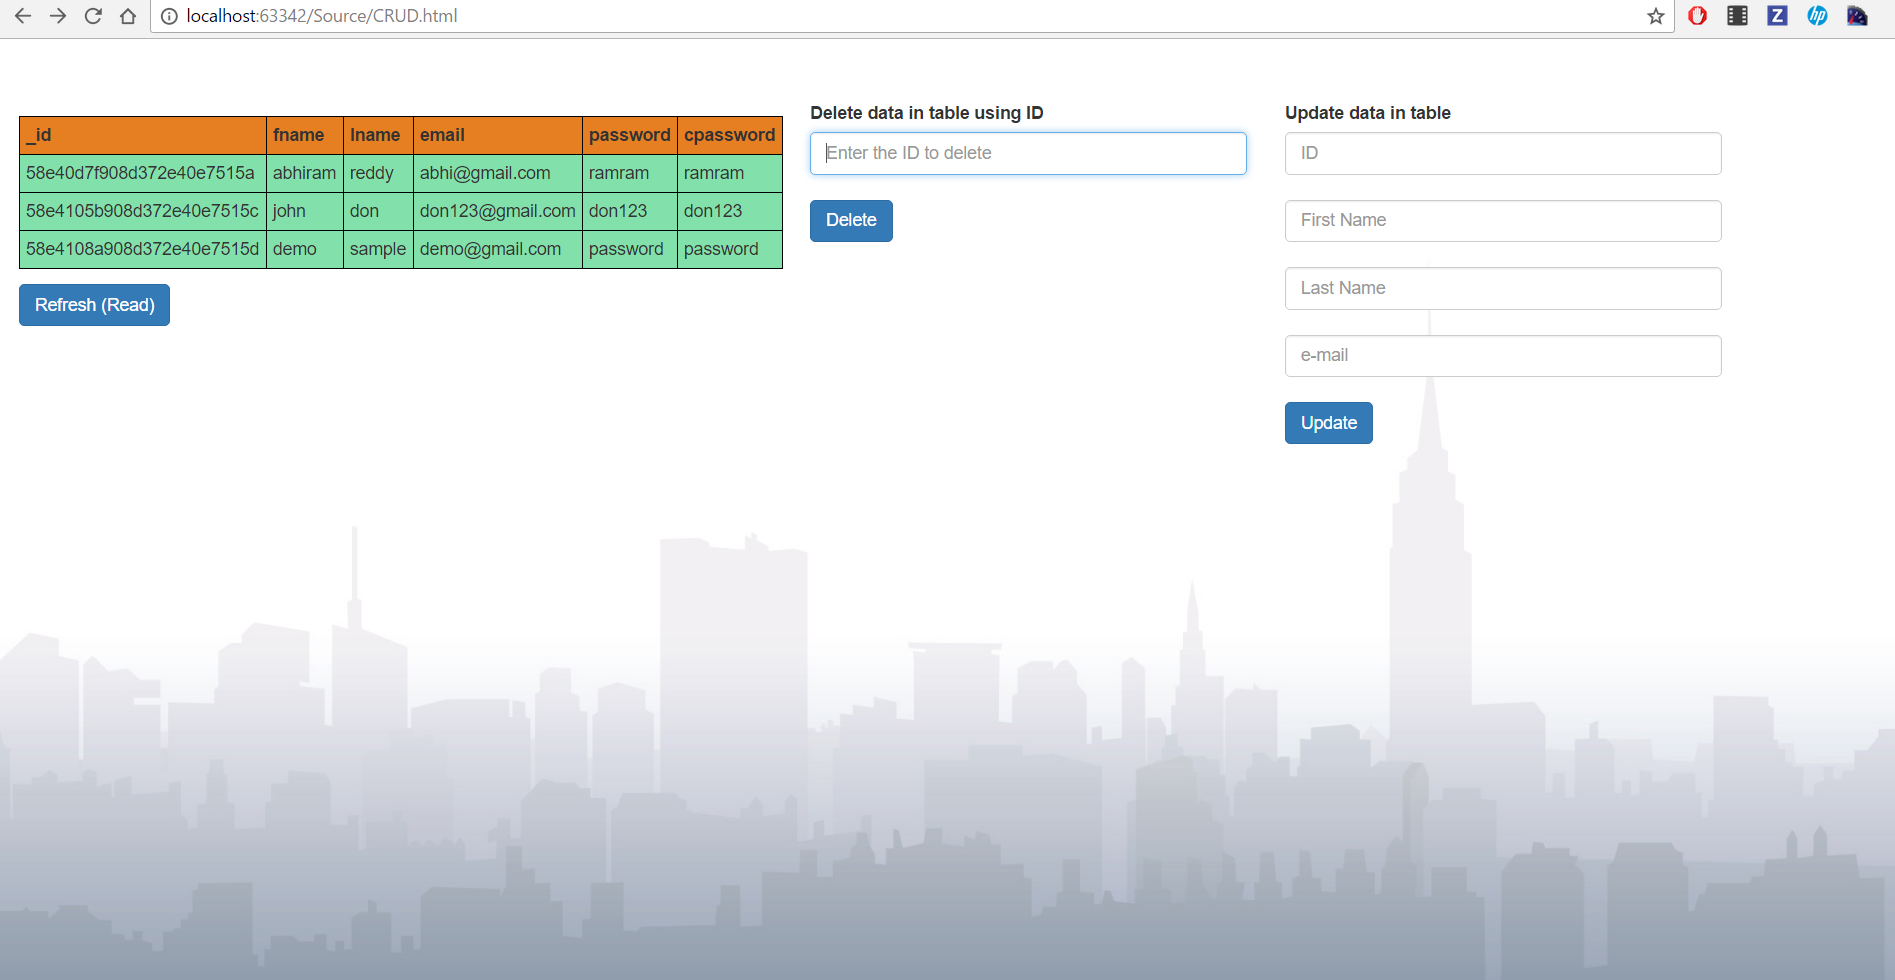 localhost:63342/Source/CRUD.html
Z
hp
_id fname lname email password cpassword
58e40d7f908d372e40e7515a abhiram reddy abhi@gmail.com ramram ramram
58e4105b908d372e40e7515c john don don123@gmail.com don123 don123
58e4108a908d372e40e7515d demo sample demo@gmail.com password password
Refresh (Read)
Delete data in table using ID
Enter the ID to delete
Delete
Update data in table
ID
First Name
Last Name
e-mail
Update